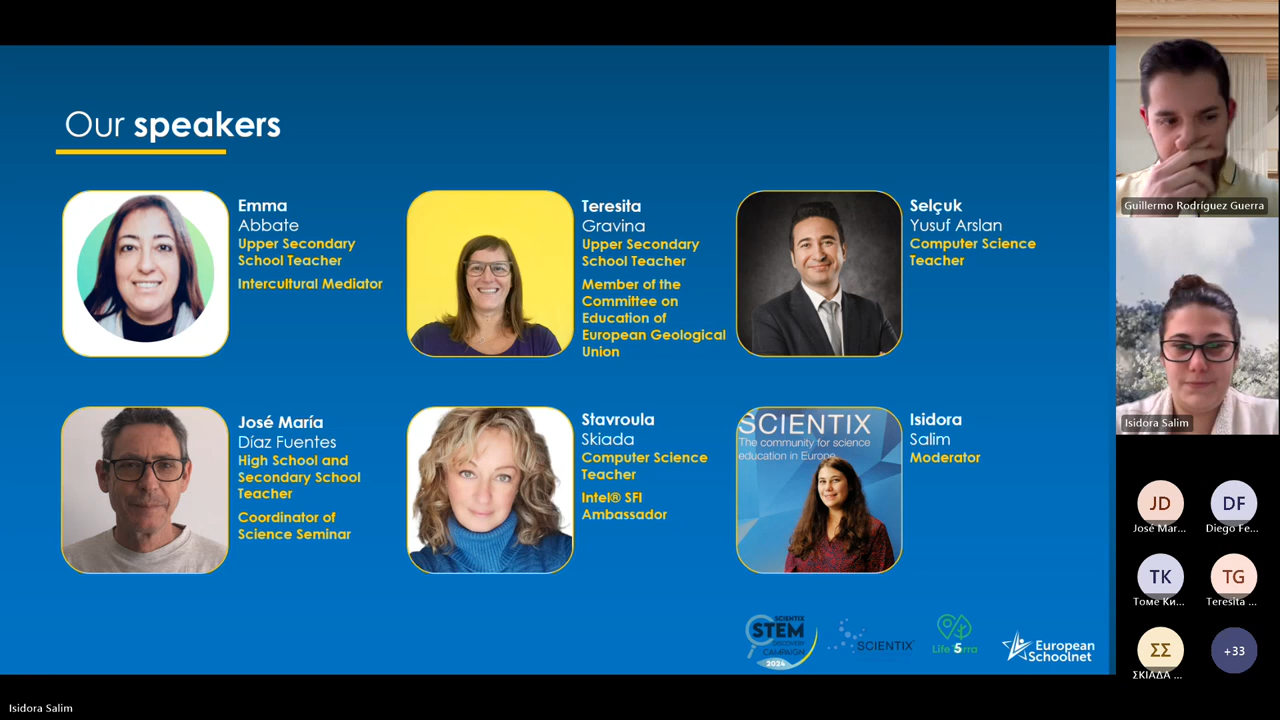 Our speakers
Emma
Abbate
Upper Secondary
School Teacher
Intercultural Mediator
Teresita
Gravina
Upper Secondary
School Teacher
Member of the
Committee on
Education of
European Geological
Union
Selçuk
Yusuf Arslan
Computer Science
Teacher
José María
Díaz Fuentes
High School and
Secondary School
Teacher
Coordinator of
Science Seminar
Stavroula
Skiada
Computer Science
Teacher
Intel® SFI
Ambassador
SCIENTIX
The community for science
education in Europe
Isidora
Salim
Moderator
SCIENTIX
STEM
DISCOVERY
CAMPAIGN
2024
SCIENTIX
Life 5
European
Schoolnet
Guillermo Rodríguez Guerra
Isidora Salim
JD
José Mar...
DF
Diego Fe...
TK
Томе Ки...
TG
Teresita ...
ΣΣ
ΣΚΙΑΔΑ ...
+33
Isidora Salim